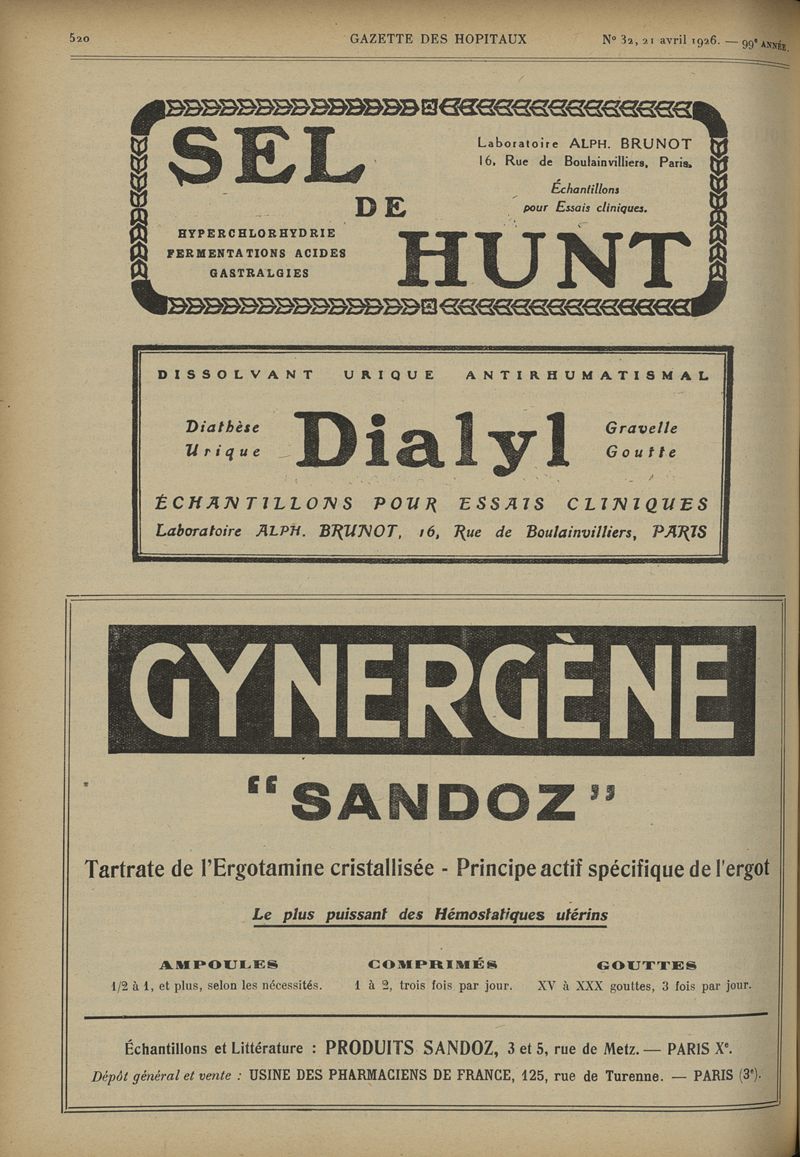 520 GAZETTE DES HOPITAUX N° 32, 21 avril 1926. — 99e ANNÉE.
SEL
DE
HUNT
Laboratoire ALPH. BRUNOT
16, Rue de Boulainvilliers, Paris.
Échantillons
pour Essais cliniques.
HYPERCHLORHYDRIE
FERMENTATIONS ACIDES
GASTRALGIES
DISSOLVANT URIQUE ANTIRHUMATISMAL
Diathèse
Urique
Dialyl
Gravelle
Goutte
ÉCHANTILLONS POUR ESSAIS CLINIQUES
Laboratoire ALPH. BRUNOT, 16, Rue de Boulainvilliers, PARIS
GYNERGÈNE
“SANDOZ”
Tartrate de l'Ergotamine cristallisée - Principe actif spécifique de l'ergot
Le plus puissant des Hémostatiques utérins
AMPOULES
1/2 à 1, et plus, selon les nécessités.
COMPRIMÉS
1 à 2, trois fois par jour.
GOUTTES
XV à XXX gouttes, 3 fois par jour.
Échantillons et Littérature : PRODUITS SANDOZ, 3 et 5, rue de Metz. — PARIS Xe.
Dépôt général et vente : USINE DES PHARMACIENS DE FRANCE, 125, rue de Turenne. — PARIS (3e).